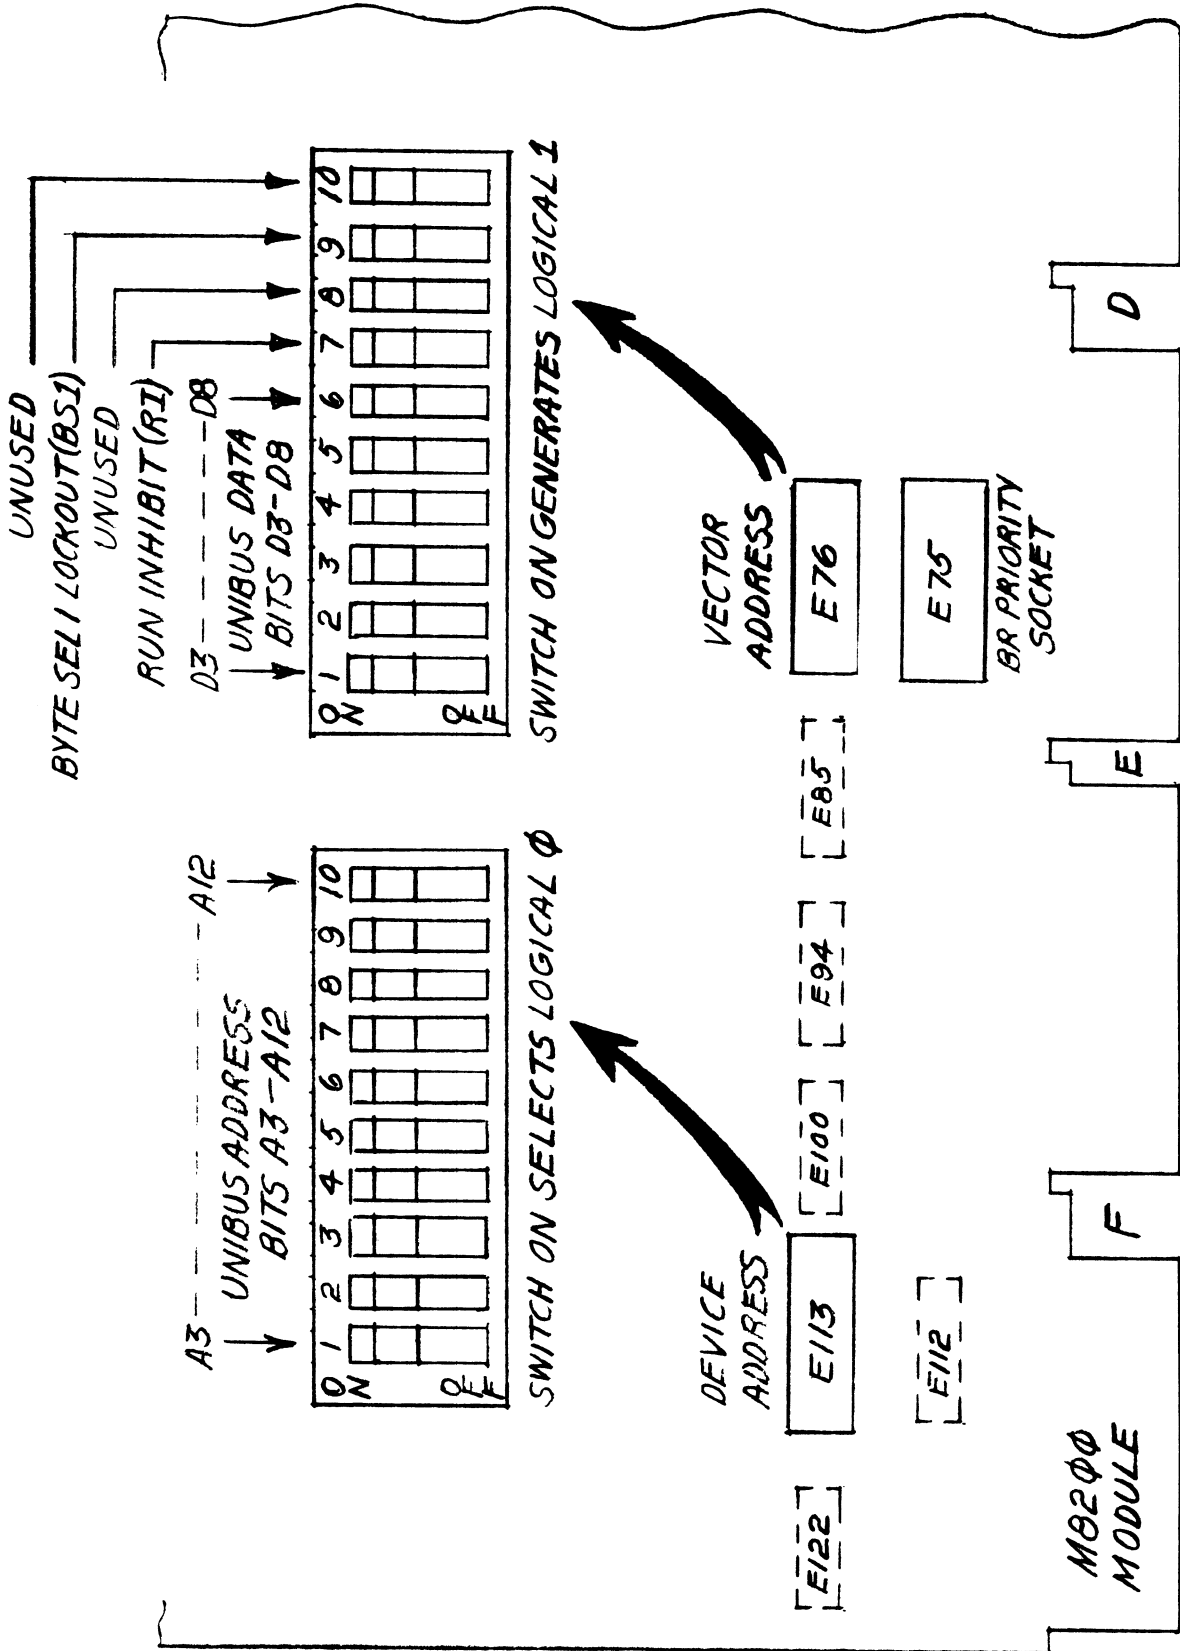 UNUSED
BYTE SEL 1 LOCKOUT (BS1)
UNUSED
RUN INHIBIT (RI)
A3 ---------- A12
D3 ------ D8
UNIBUS ADDRESS
BITS A3-A12
UNIBUS DATA
BITS D3-D8
ON 1 2 3 4 5 6 7 8 9 10
OFF
ON 1 2 3 4 5 6 7 8 9 10
OFF
SWITCH ON SELECTS LOGICAL Ø
SWITCH ON GENERATES LOGICAL 1
DEVICE
ADDRESS
VECTOR
ADDRESS
E122
E113
E100
E94
E85
E76
E112
E75
BR PRIORITY
SOCKET
M82ØØ
MODULE
F
E
D